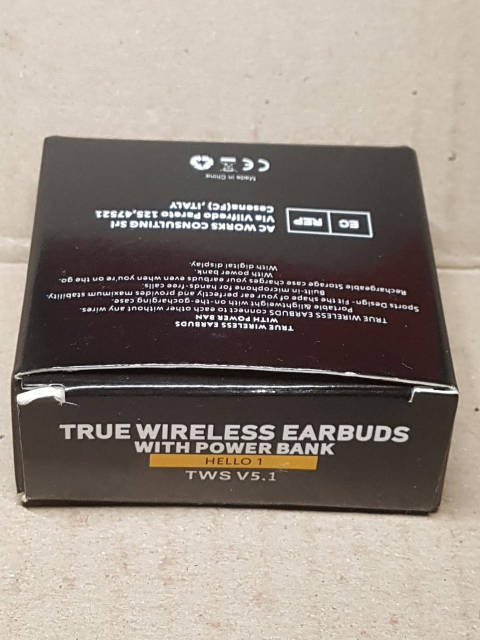 TRUE WIRELESS EARBUDS
WITH POWER BANK
HELLO 1
TWS V5.1
TRUE WIRELESS EARBUDS
WITH POWER BAN
TRUE WIRELESS EARBUDS connect to each other without any wires.
Portable &lightweight on-the-gocharging case.
Sports Design- Fit the shape of your ear perfectly and provides maximum stability.
Built-in microphone for hands-free calls.
Rechargeable Storage case charges your earbuds even when you're on the go.
With power bank.
With digital display.
EC REP
AC WORKS CONSULTING Srl
Via Vilfredo Pareto 125,47521
Cesena(FC) ,ITALY
Made in China
CE